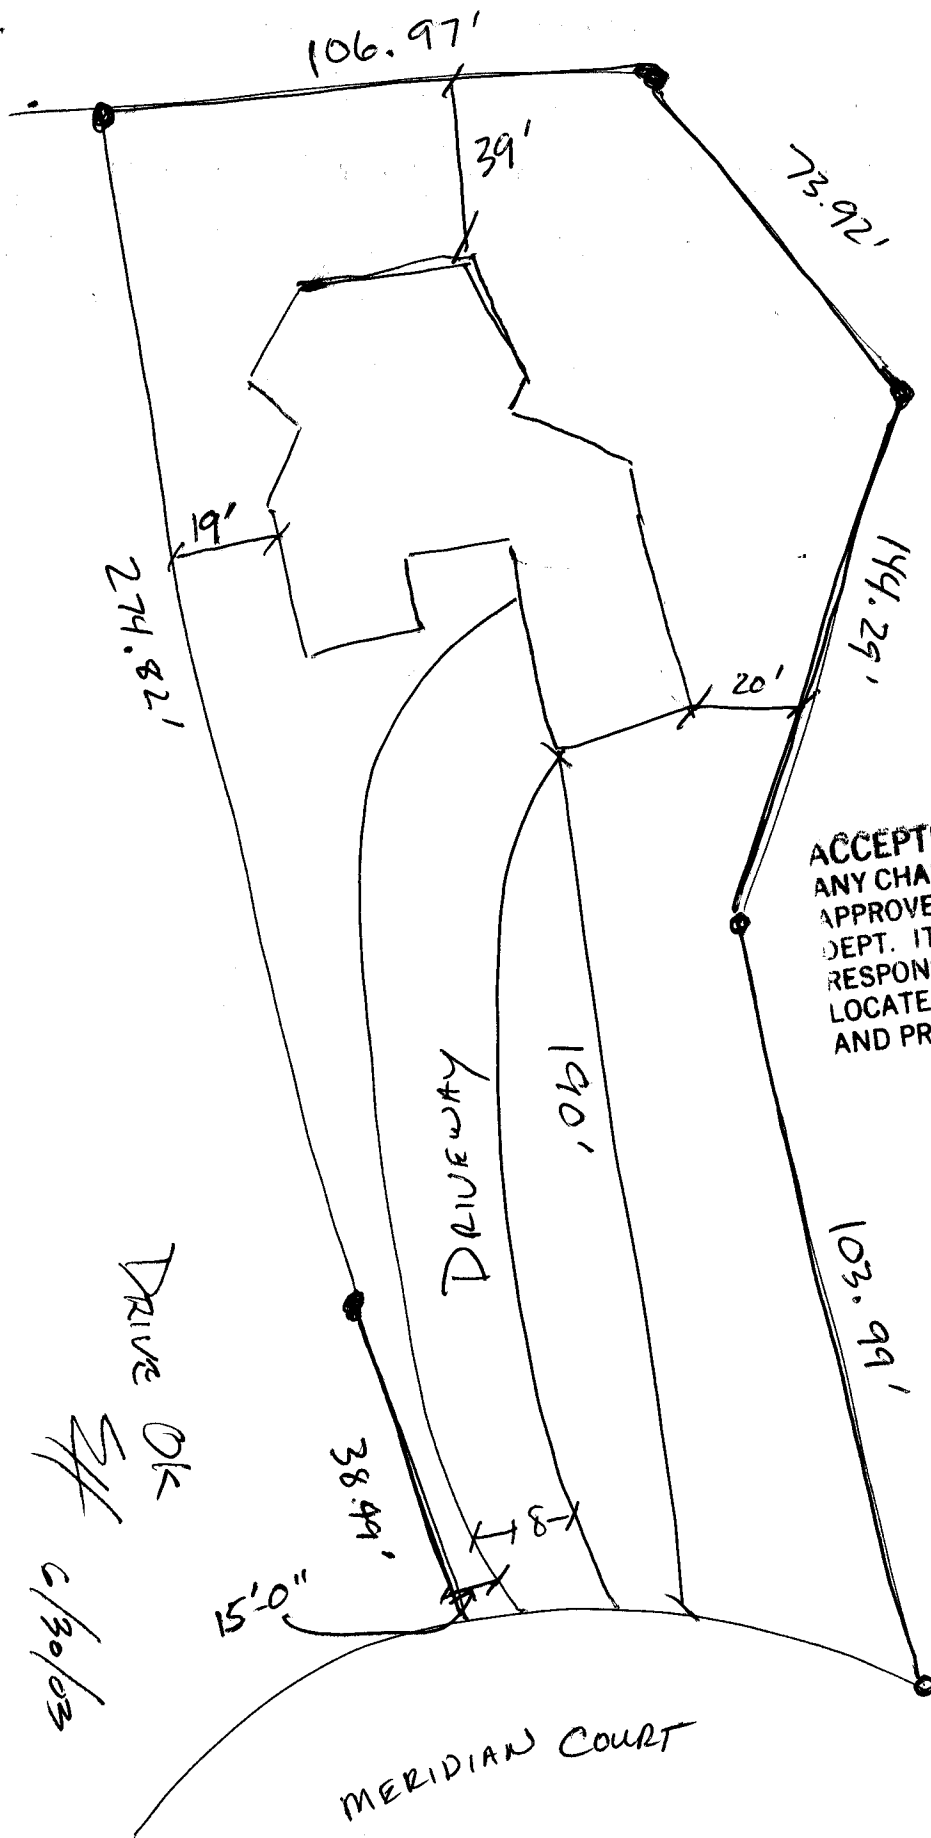 106.97'
39'
73.92'
19'
274.82'
144.29'
20'
ACCEPT
ANY CHA
APPROVE
DEPT. IT
RESPON
LOCATE
AND PR
DRIVEWAY
190'
103.99'
DRIVE OK
6/30/03
38.49'
8
15'-0"
MERIDIAN COURT